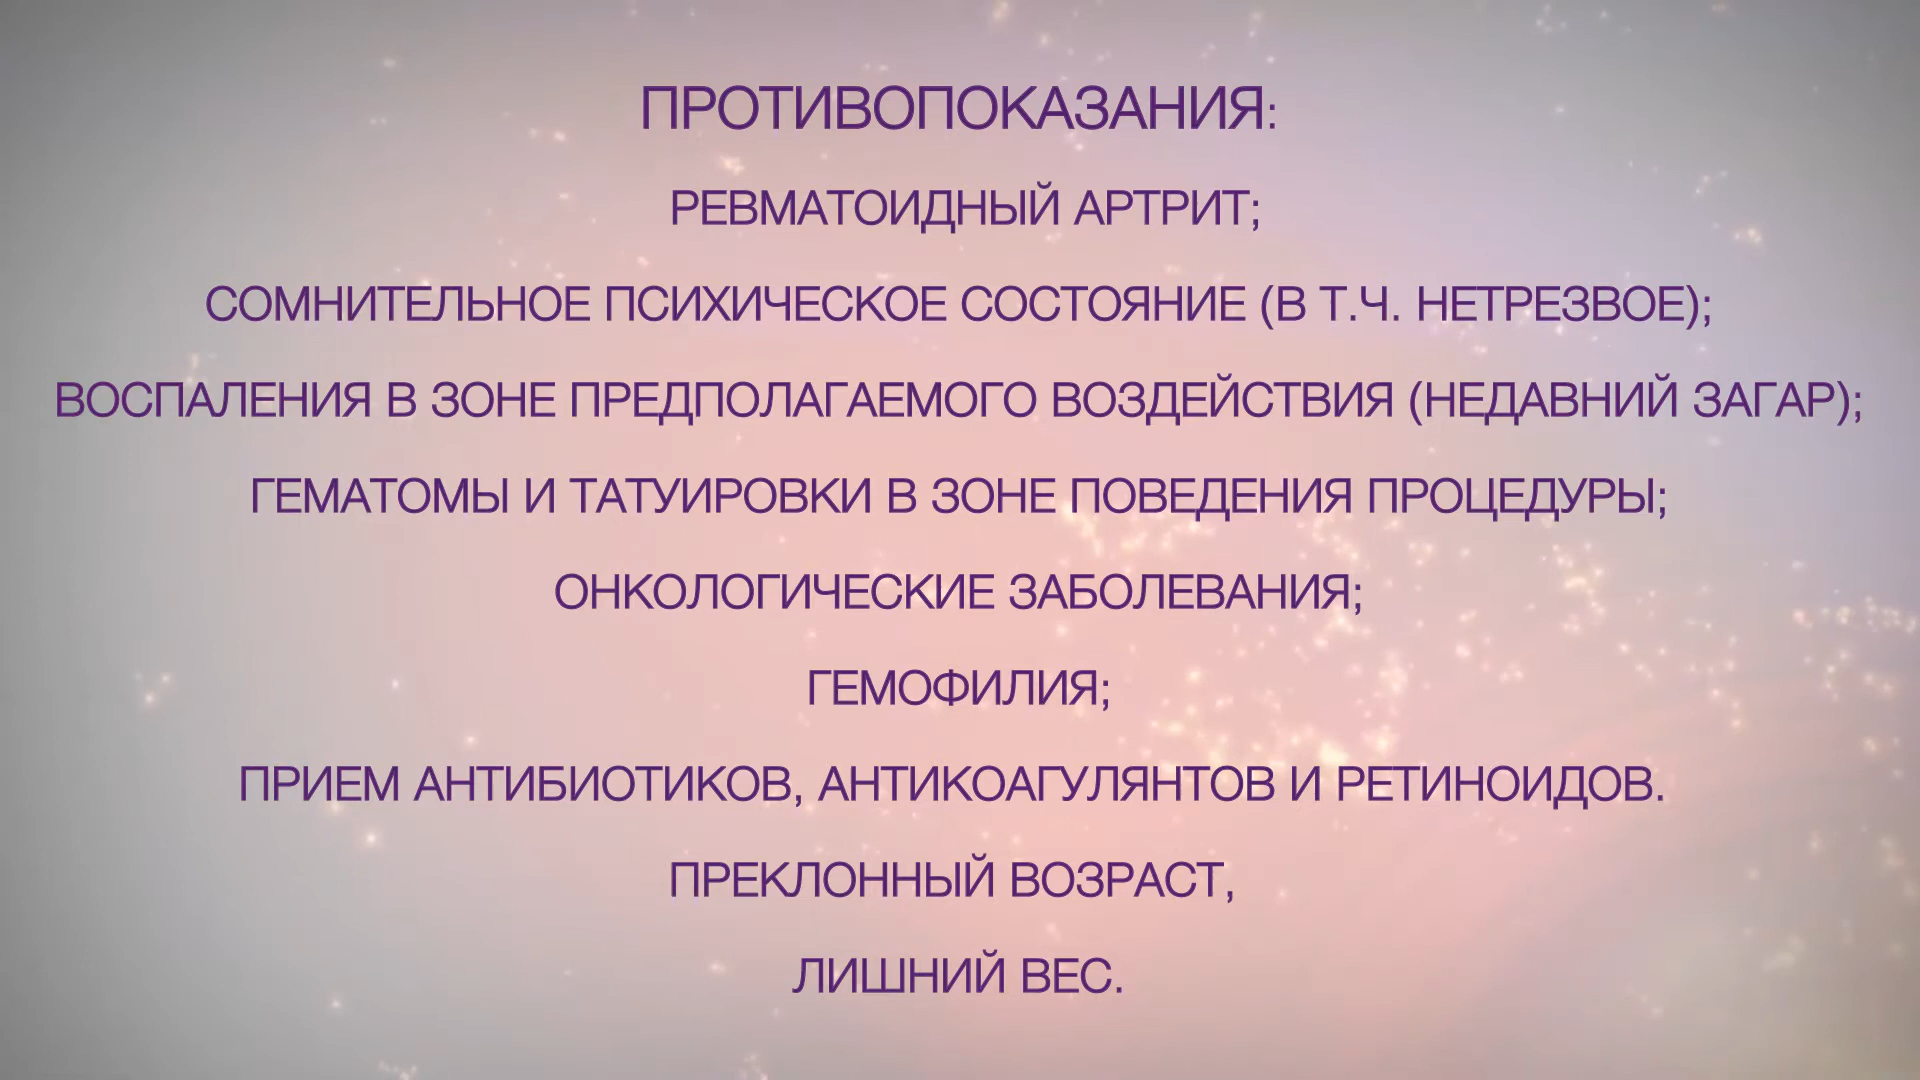 ПРОТИВОПОКАЗАНИЯ:
РЕВМАТОИДНЫЙ АРТРИТ;
СОМНИТЕЛЬНОЕ ПСИХИЧЕСКОЕ СОСТОЯНИЕ (В Т.Ч. НЕТРЕЗВОЕ);
ВОСПАЛЕНИЯ В ЗОНЕ ПРЕДПОЛАГАЕМОГО ВОЗДЕЙСТВИЯ (НЕДАВНИЙ ЗАГАР);
ГЕМАТОМЫ И ТАТУИРОВКИ В ЗОНЕ ПОВЕДЕНИЯ ПРОЦЕДУРЫ;
ОНКОЛОГИЧЕСКИЕ ЗАБОЛЕВАНИЯ;
ГЕМОФИЛИЯ;
ПРИЕМ АНТИБИОТИКОВ, АНТИКОАГУЛЯНТОВ И РЕТИНОИДОВ.
ПРЕКЛОННЫЙ ВОЗРАСТ,
ЛИШНИЙ ВЕС.